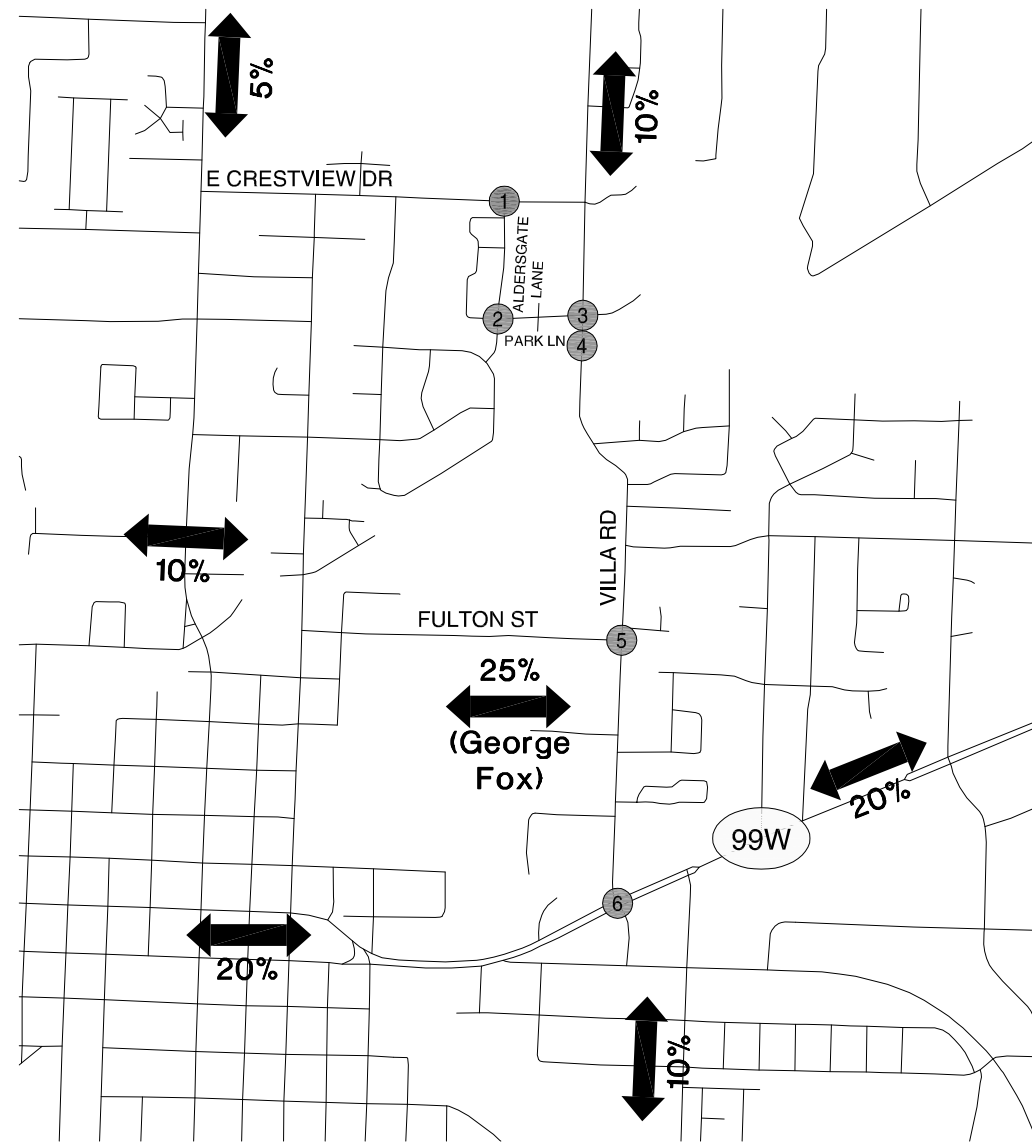 5%
10%
E CRESTVIEW DR
1
ALDERSGATE
LANE
2
3
PARK LN
4
10%
VILLA RD
FULTON ST
5
25%
(George
Fox)
20%
99W
6
20%
10%